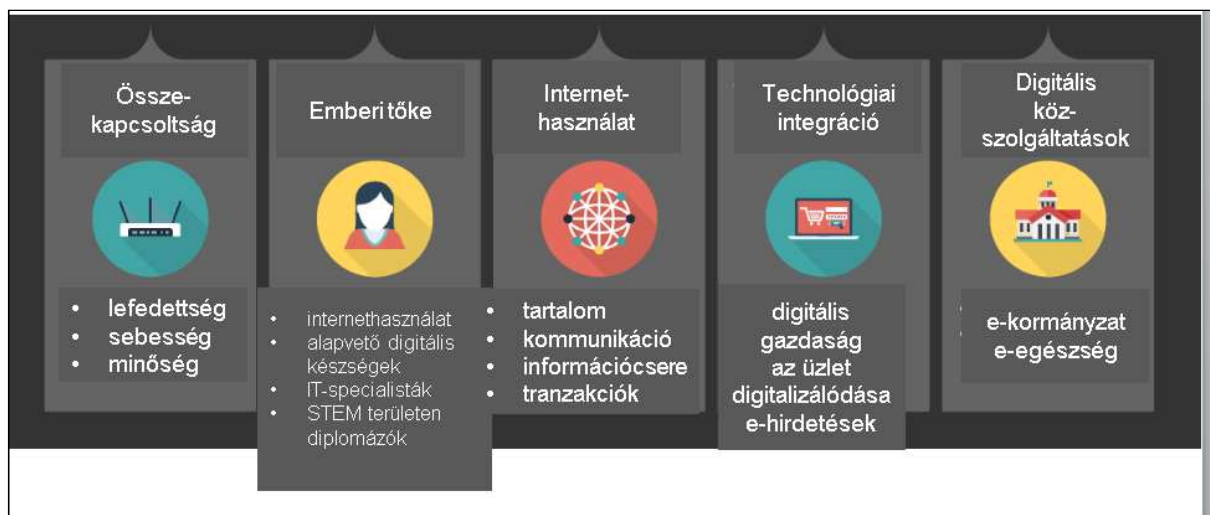 Össze-
kapcsoltság
• lefedettség
• sebesség
• minőség
Emberi tőke
• internethasználat
• alapvető digitális
készségek
• IT-specialisták
• STEM területen
diplomázók
Internet-
használat
• tartalom
• kommunikáció
• információcsere
• tranzakciók
Technológiai
integráció
digitális
gazdaság
az üzlet
digitalizálódása
e-hirdetések
Digitális
köz-
szolgáltatások
e-kormányzat
e-egészség